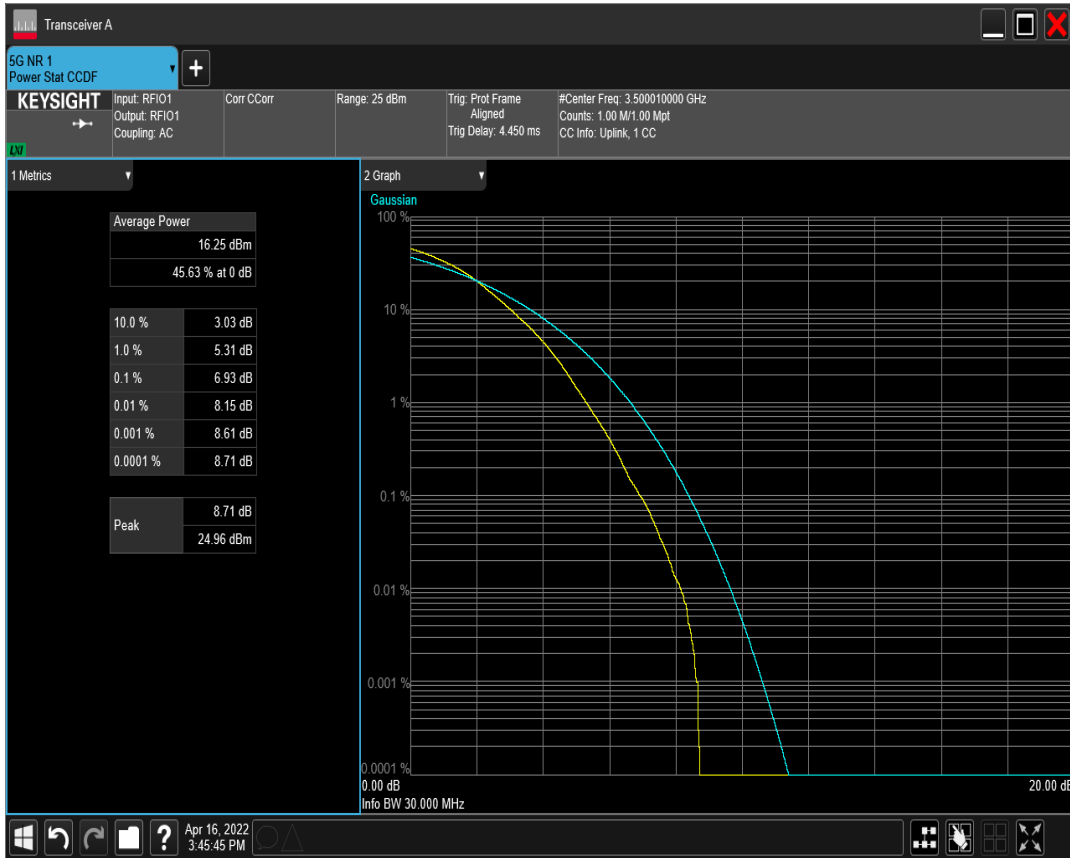 Transceiver A
5G NR 1
Power Stat CCDF
KEYSIGHT
LXI
Input: RFIO1
Output: RFIO1
Coupling: AC
Corr CCorr
Range: 25 dBm
Trig: Prot Frame
Aligned
Trig Delay: 4.450 ms
#Center Freq: 3.500010000 GHz
Counts: 1.00 M/1.00 Mpt
CC Info: Uplink, 1 CC
1 Metrics
Average Power
16.25 dBm
45.63 % at 0 dB
10.0 % 3.03 dB
1.0 % 5.31 dB
0.1 % 6.93 dB
0.01 % 8.15 dB
0.001 % 8.61 dB
0.0001 % 8.71 dB
Peak
8.71 dB
24.96 dBm
2 Graph
Gaussian
100 %
10 %
1 %
0.1 %
0.01 %
0.001 %
0.0001 %
0.00 dB 20.00 dB
Info BW 30.000 MHz
? Apr 16, 2022
3:45:45 PM